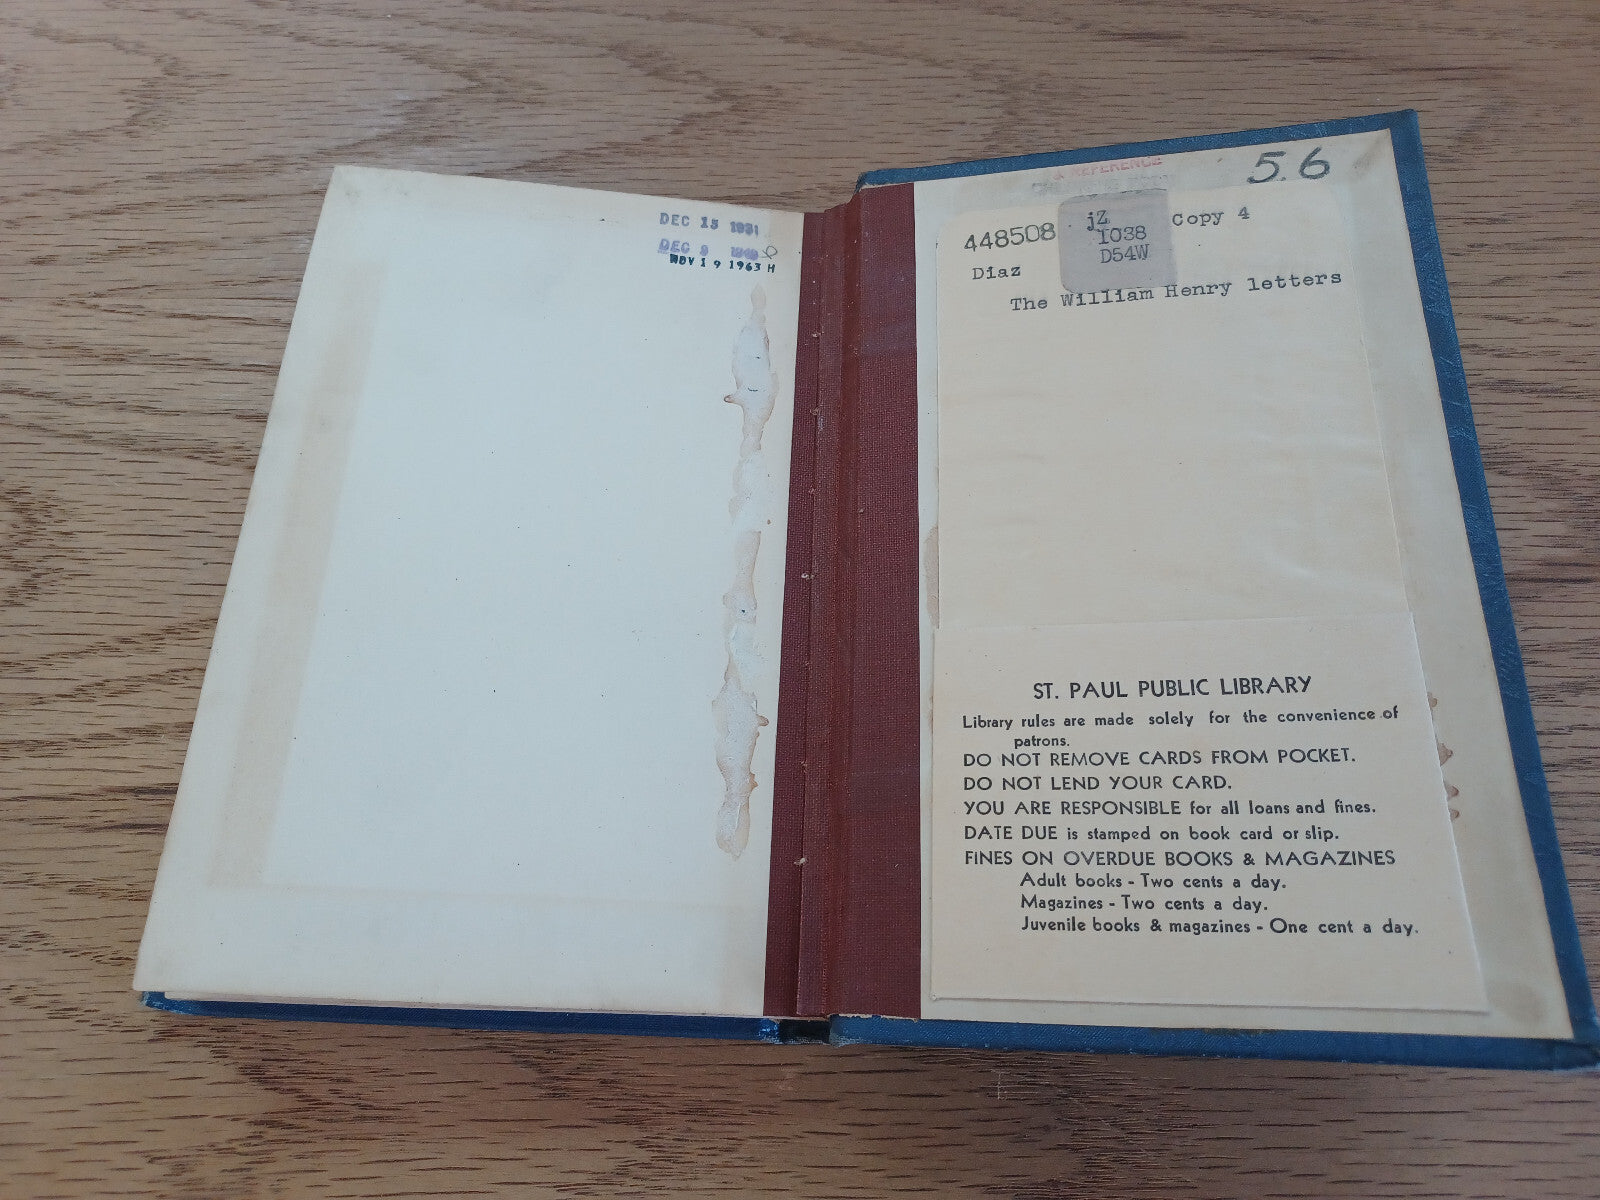 DEC 15 1931
DEC 9
NOV 19 1963 H
REFERENCE
5.6
448508
jZ
1038
D54W
Copy 4
Diaz
The William Henry letters
ST. PAUL PUBLIC LIBRARY
Library rules are made solely for the convenience of
patrons.
DO NOT REMOVE CARDS FROM POCKET.
DO NOT LEND YOUR CARD.
YOU ARE RESPONSIBLE for all loans and fines.
DATE DUE is stamped on book card or slip.
FINES ON OVERDUE BOOKS & MAGAZINES
Adult books - Two cents a day.
Magazines - Two cents a day.
Juvenile books & magazines - One cent a day.